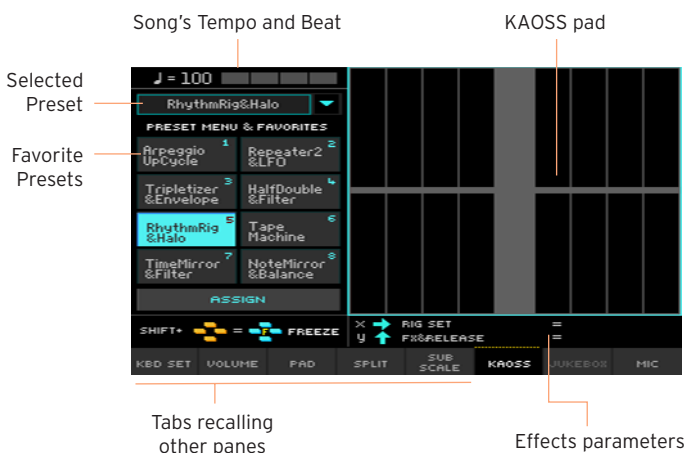 Song's Tempo and Beat
KAOSS pad
Selected
Preset
♩= 100
RhythmRig&Halo
PRESET MENU & FAVORITES
Favorite
Presets
Arpeggio
UpCycle
1
Repeater2
&LFO
2
Tripletizer
&Envelope
3
HalfDouble
&Filter
4
RhythmRig
&Halo
5
Tape
Machine
6
TimeMirror
&Filter
7
NoteMirror
&Balance
8
ASSIGN
SHIFT+ = F FREEZE
X RIG SET =
y FX&RELEASE =
KBD SET
VOLUME
PAD
SPLIT
SUB
SCALE
KAOSS
JUKEBOX
MIC
Tabs recalling
other panes
Effects parameters